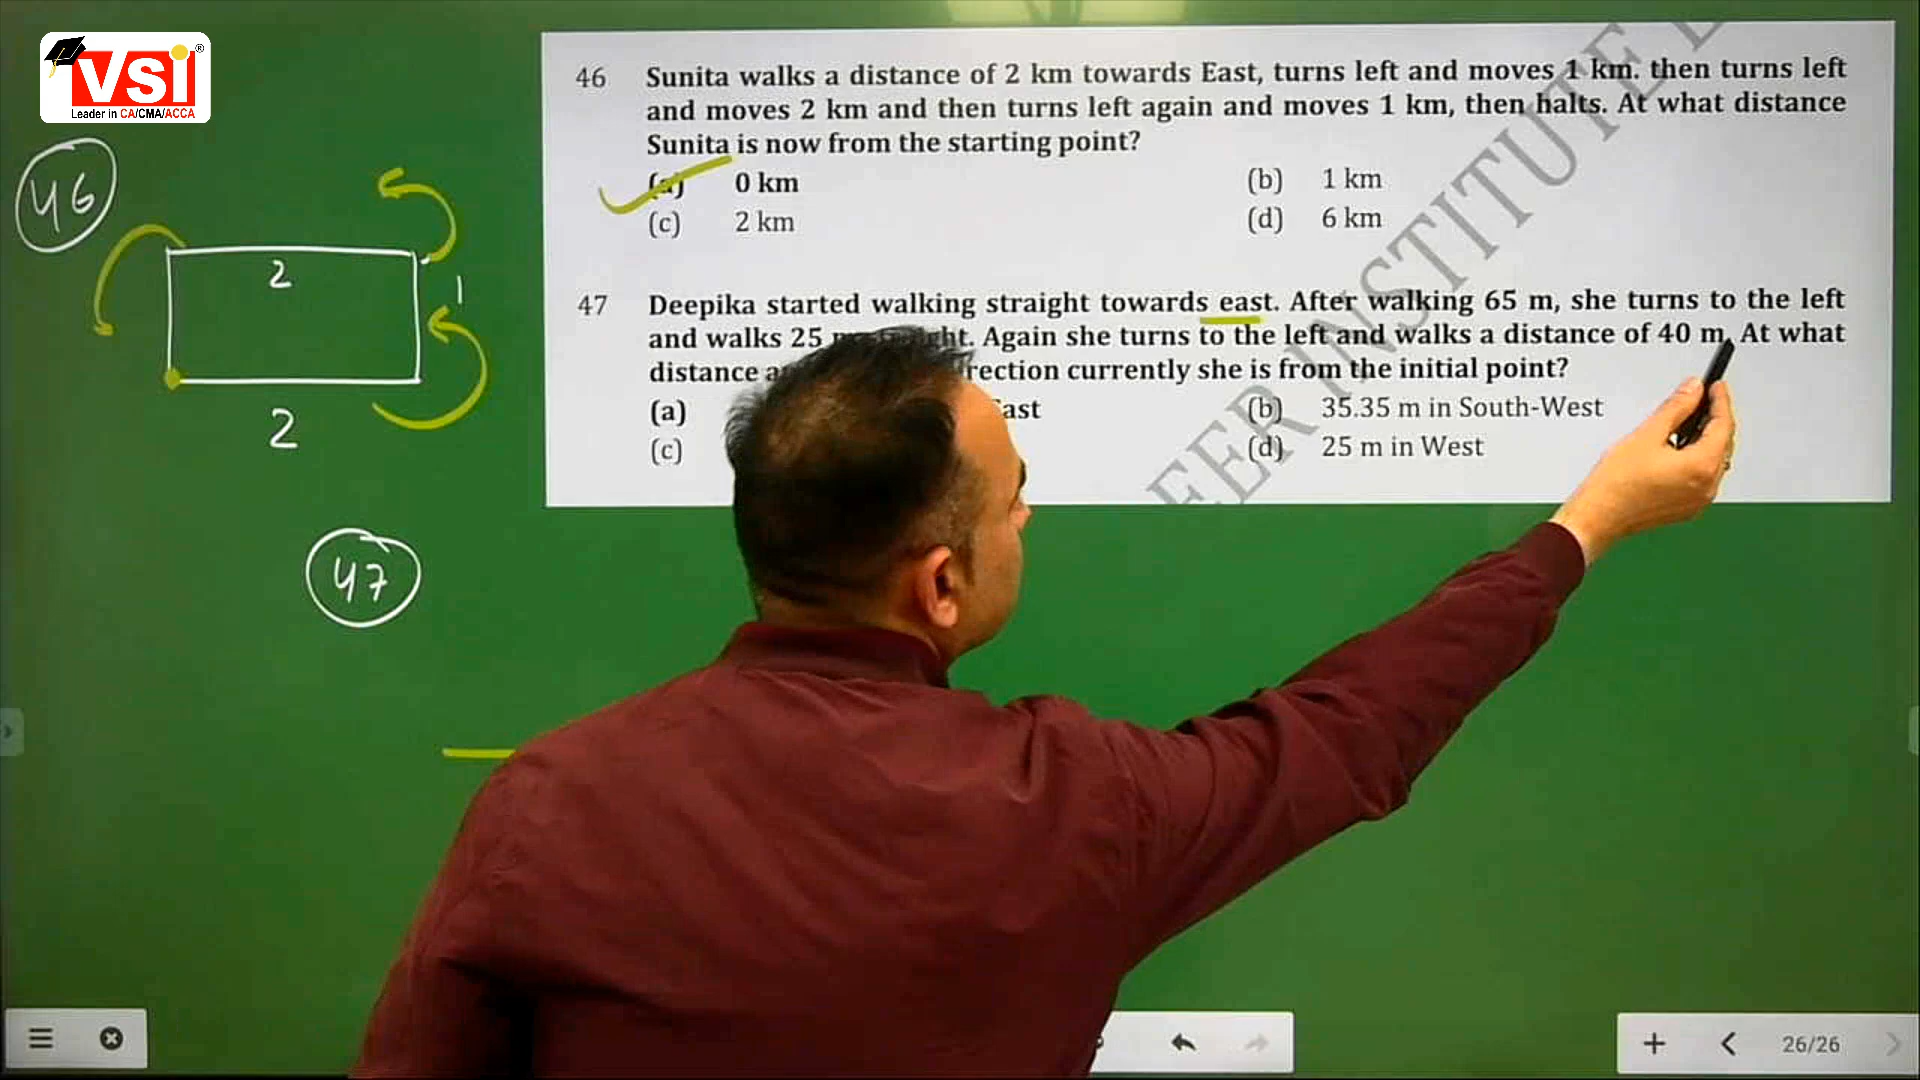 VSI®
Leader in CA/CMA/ACCA
46 Sunita walks a distance of 2 km towards East, turns left and moves 1 km. then turns left
and moves 2 km and then turns left again and moves 1 km, then halts. At what distance
Sunita is now from the starting point?
(a) 0 km (b) 1 km
(c) 2 km (d) 6 km
47 Deepika started walking straight towards east. After walking 65 m, she turns to the left
and walks 25 Again she turns to the left and walks a distance of 40 m. At what
distance currently she is from the initial point?
(a) (b) 35.35 m in South-West
(c) (d) 25 m in West
INSTITUTE
46
2
1
2
47
26/26